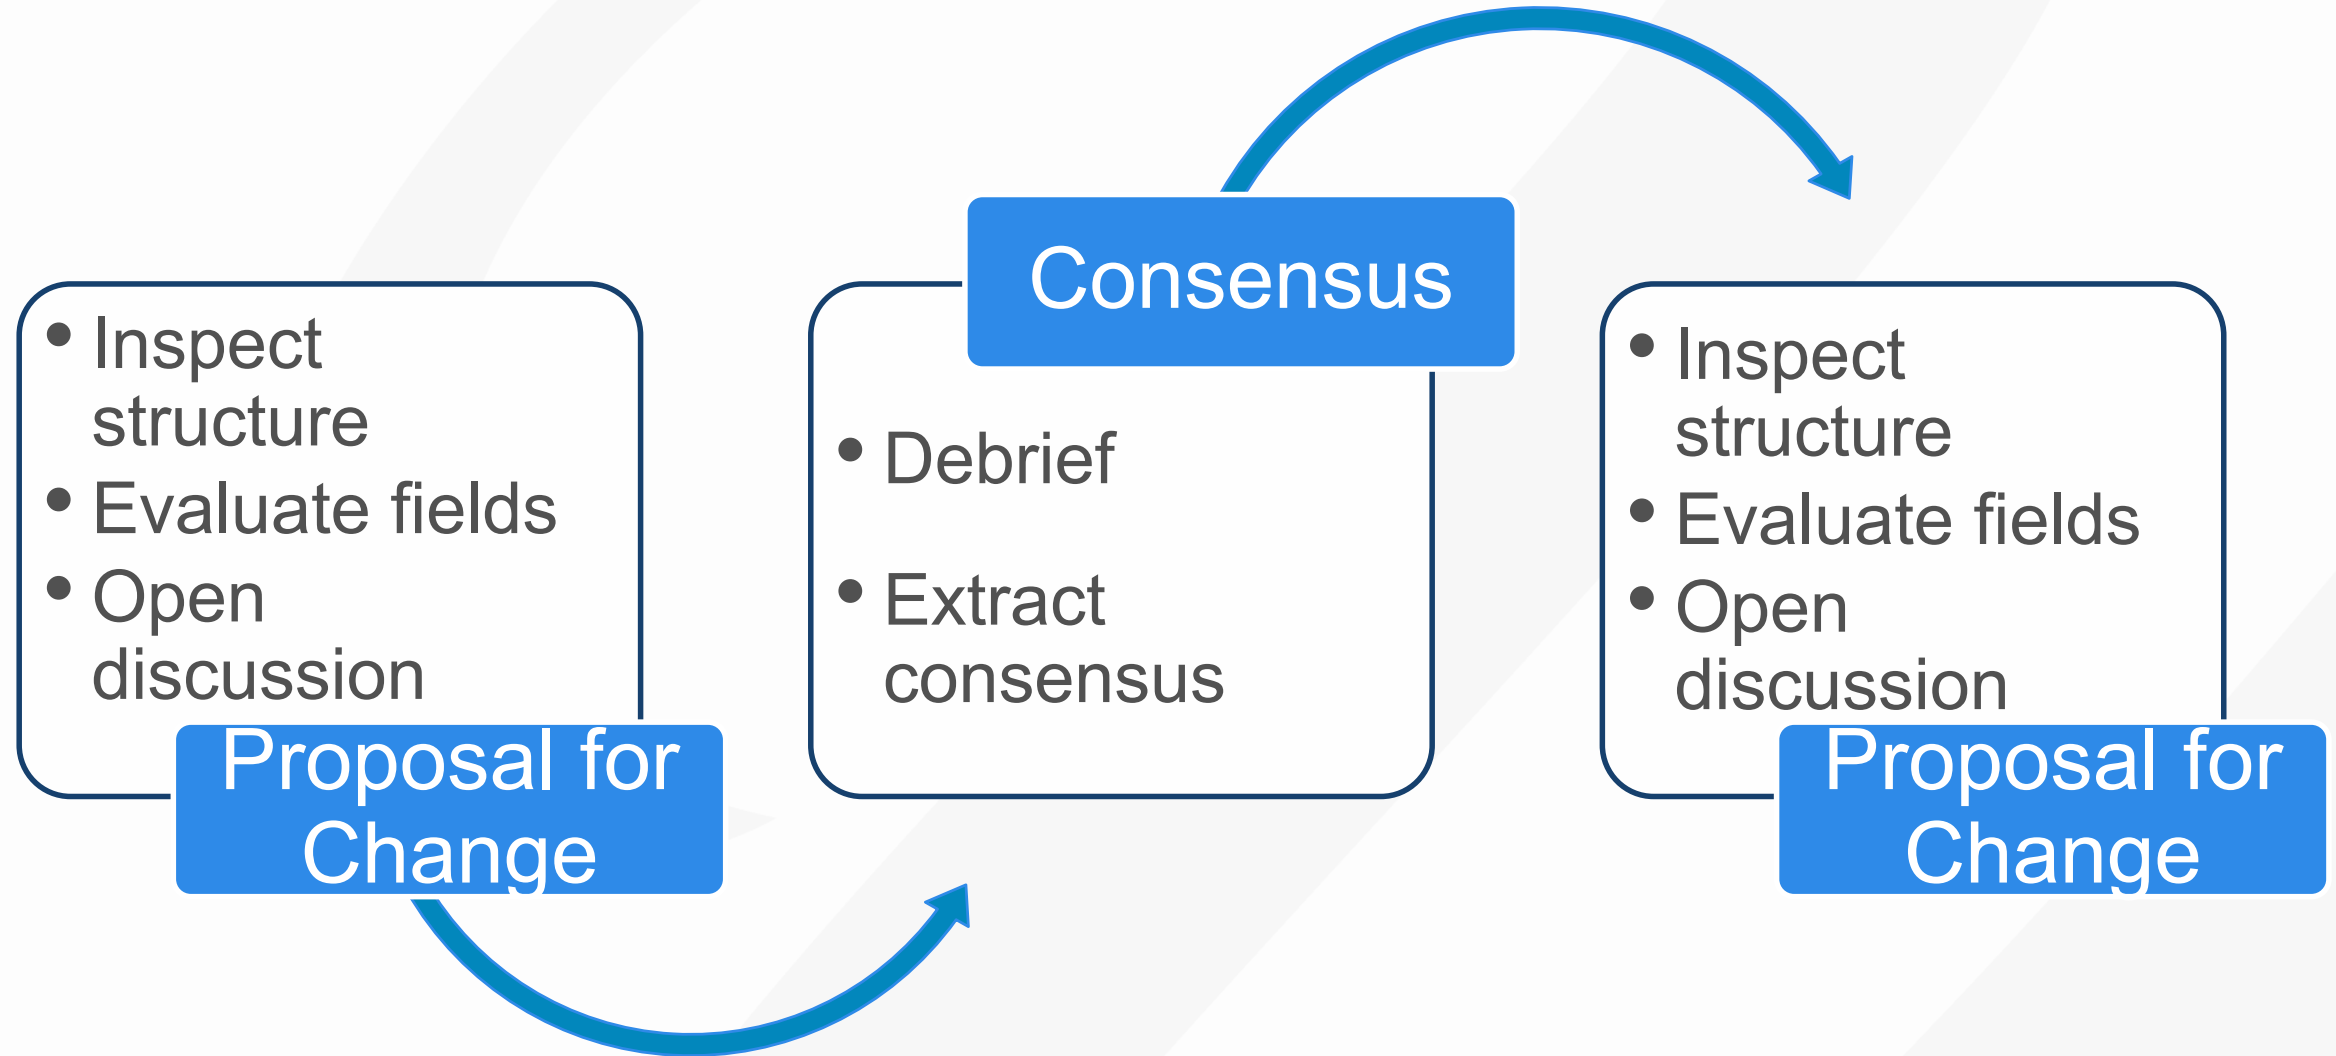 • Inspect
structure
• Evaluate fields
• Open
discussion
Proposal for
Change
Consensus
• Debrief
• Extract
consensus
• Inspect
structure
• Evaluate fields
• Open
discussion
Proposal for
Change